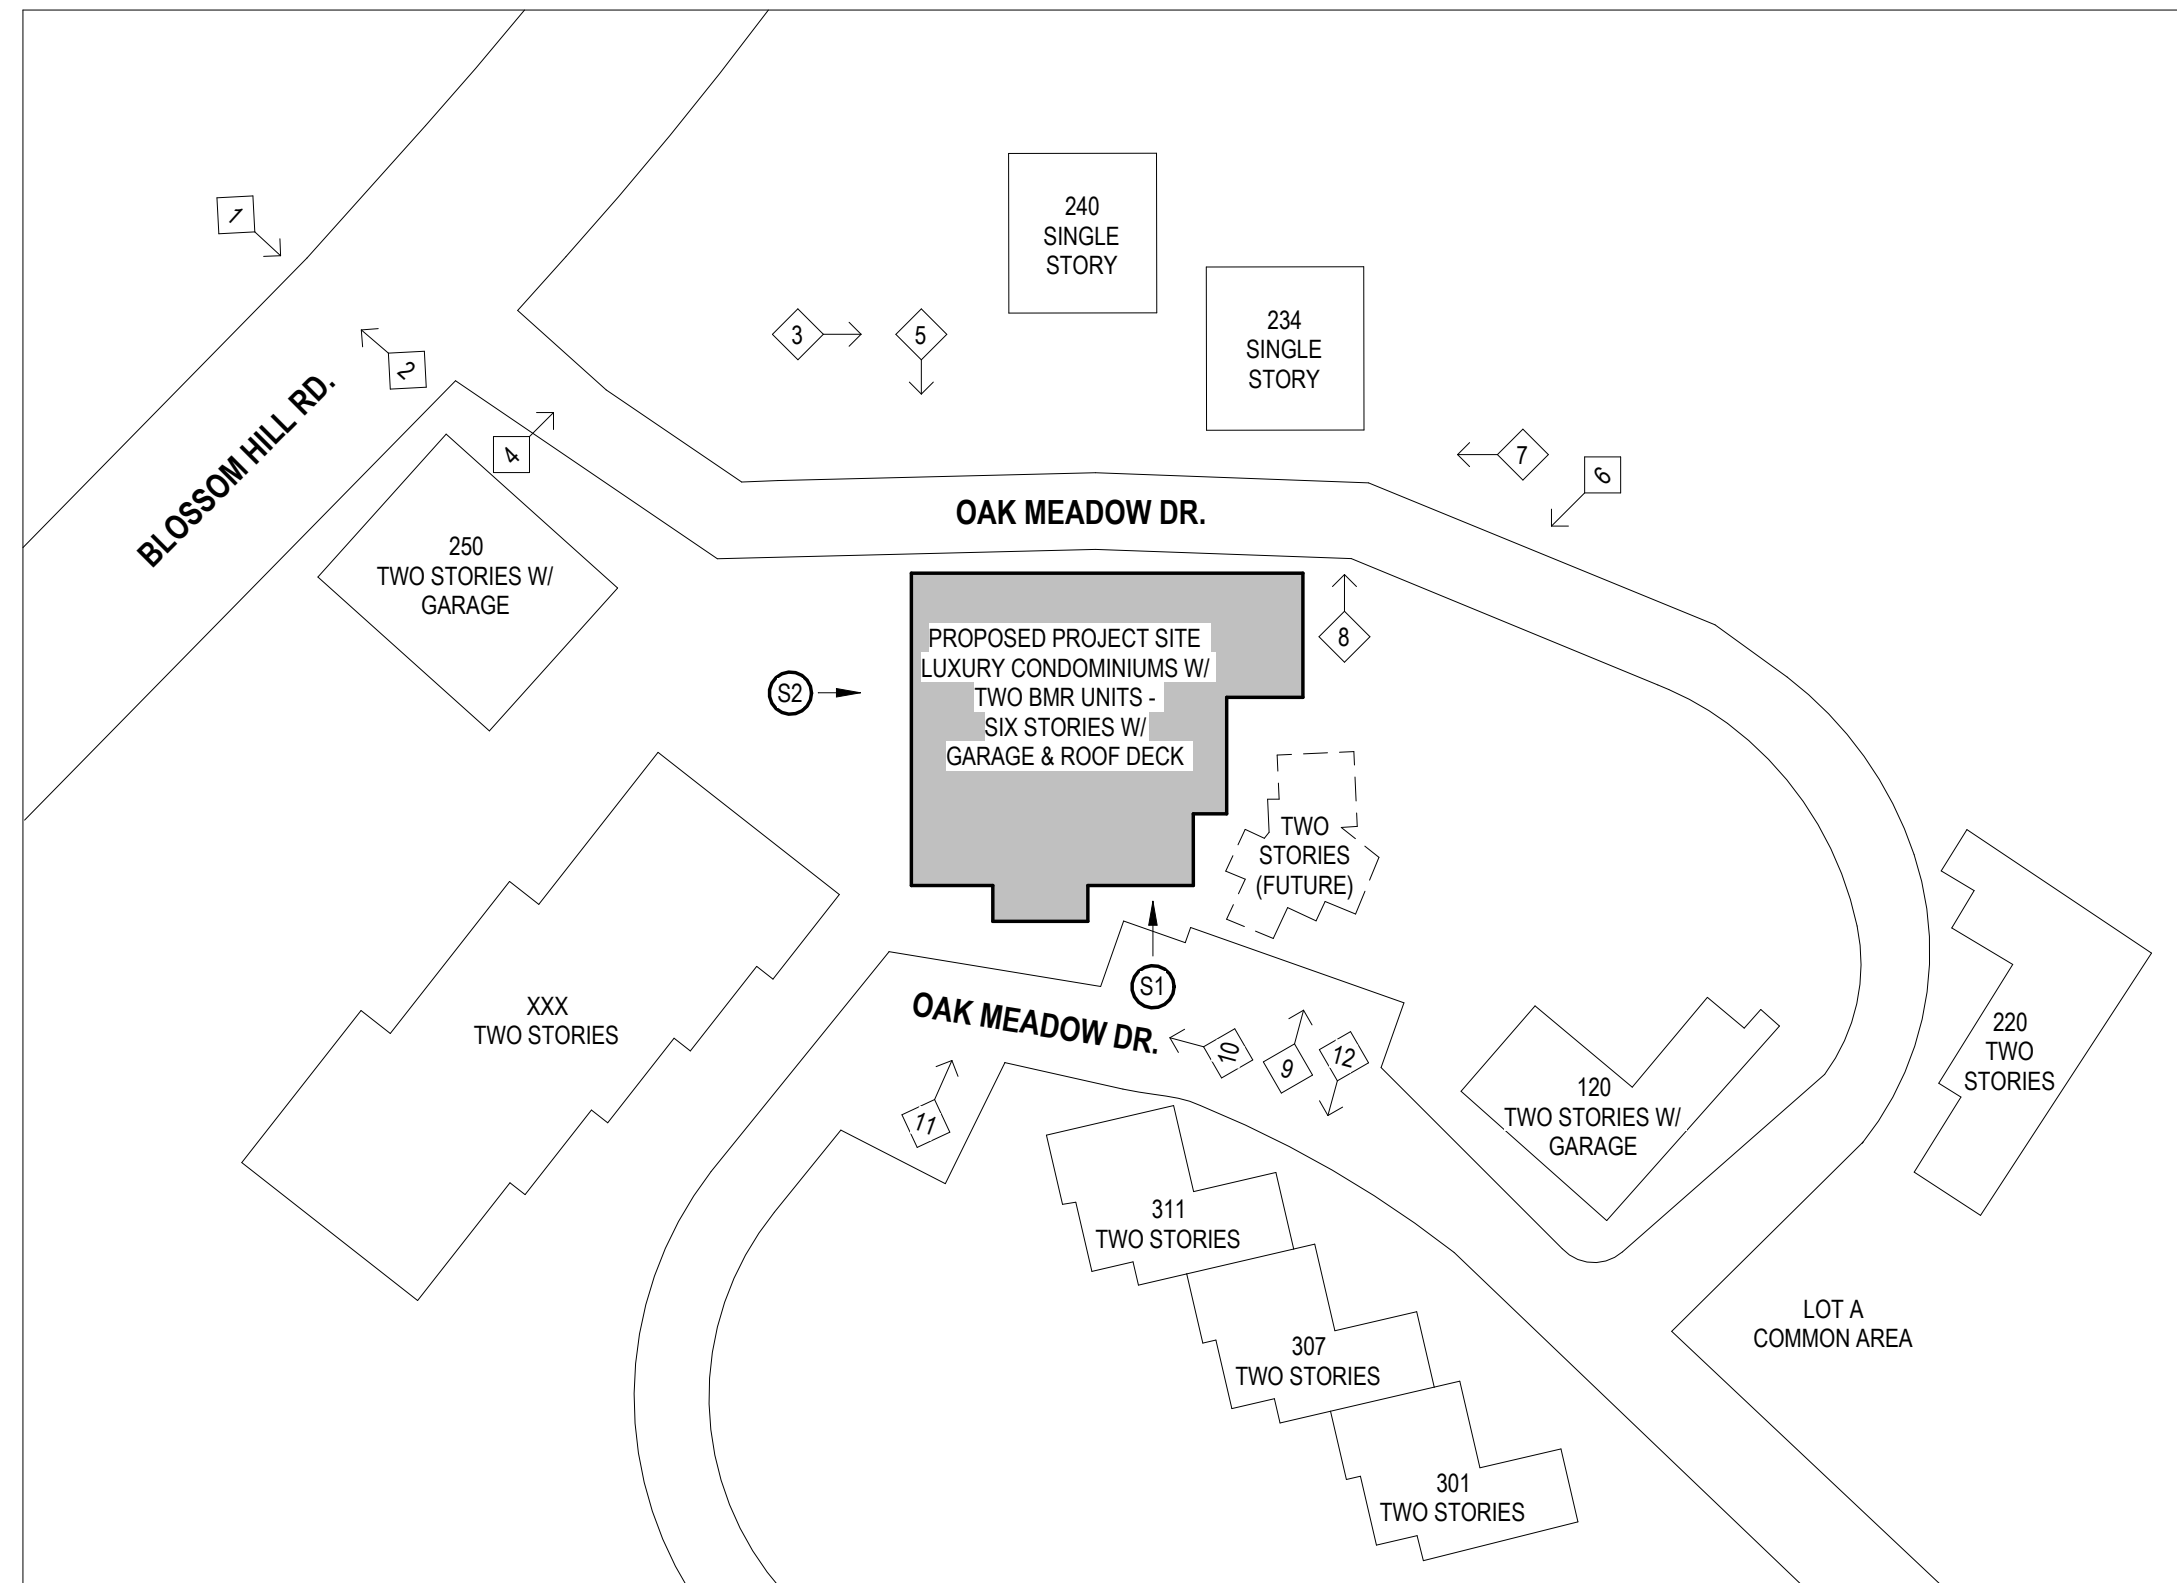 240
SINGLE
STORY
1
234
SINGLE
STORY
3
5
2
BLOSSOM HILL RD.
4
7
6
OAK MEADOW DR.
250
TWO STORIES W/
GARAGE
PROPOSED PROJECT SITE
LUXURY CONDOMINIUMS W/
TWO BMR UNITS -
SIX STORIES W/
GARAGE & ROOF DECK
8
S2
TWO
STORIES
(FUTURE)
S1
XXX
TWO STORIES
OAK MEADOW DR.
10
9
12
11
120
TWO STORIES W/
GARAGE
220
TWO
STORIES
311
TWO STORIES
307
TWO STORIES
301
TWO STORIES
LOT A
COMMON AREA